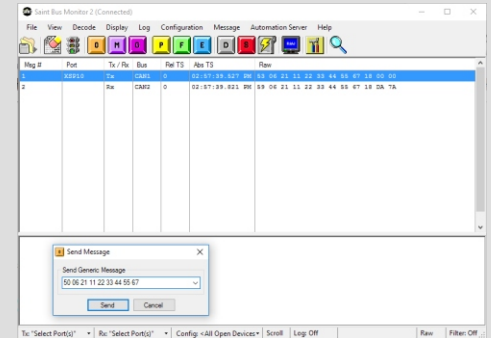 Saint Bus Monitor 2 (Connected)
File View Decode Display Log Configuration Message Automation Server Help
D M P F E D B
Msg # Port Tx / Rx Bus Rel TS Abs TS Raw
1 Tx CAN1 0 02:57:39.527 PM 53 06 21 11 22 33 44 55 67 18 00 00
2 Rx CAN2 0 02:57:39.821 PM 59 06 21 11 22 33 44 55 67 18 DA 7A
Send Message
Send Generic Message
50 06 21 11 22 33 44 55 67
Send Cancel
Tx: "Select Port(s)" Rx: "Select Port(s)" Config: <All Open Devices Scroll Log: Off Raw Filter: Off